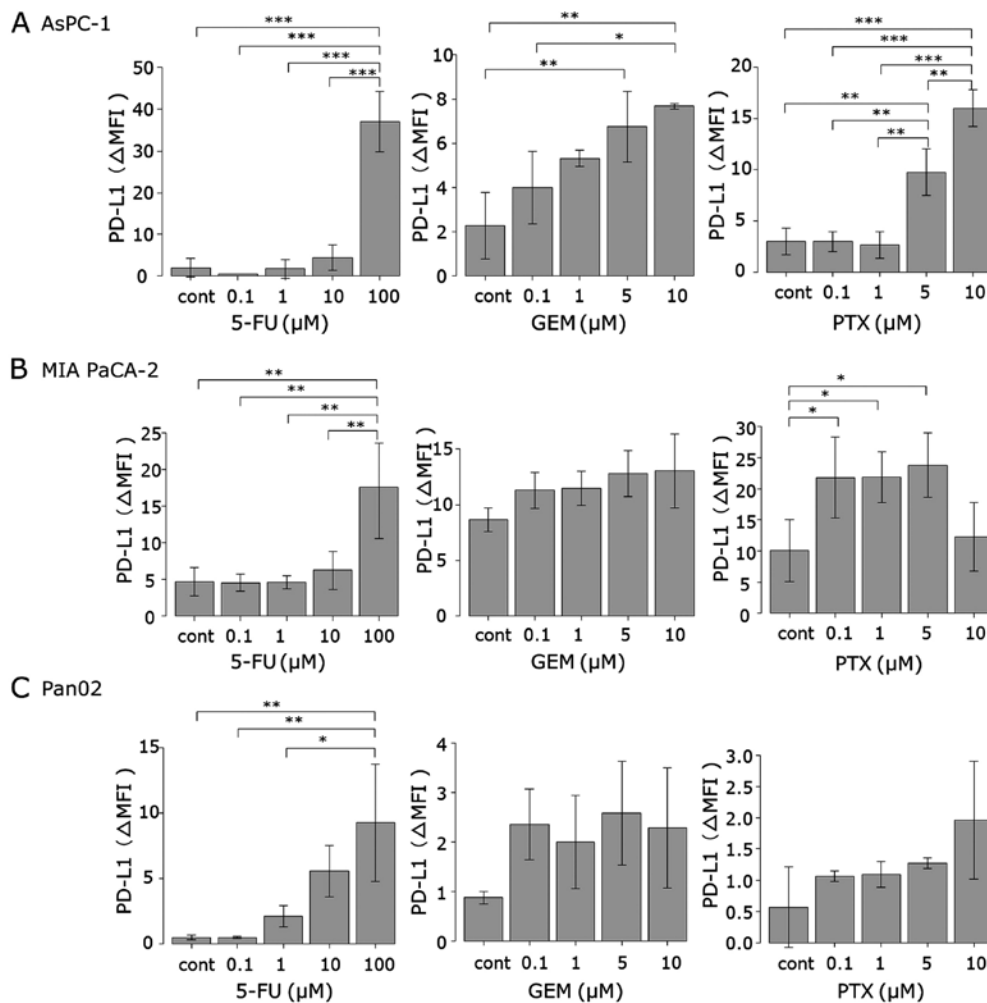 A AsPC-1
***
***
***
***
50
40
30
20
10
0
PD-L1 (ΔMFI)
cont 0.1 1 10 100
5-FU (μM)
**
*
**
8
6
4
2
0
PD-L1 (ΔMFI)
cont 0.1 1 5 10
GEM (μM)
***
***
***
**
**
**
**
20
15
10
5
0
PD-L1 (ΔMFI)
cont 0.1 1 5 10
PTX (μM)
B MIA PaCA-2
**
**
**
**
25
20
15
10
5
0
PD-L1 (ΔMFI)
cont 0.1 1 10 100
5-FU (μM)
15
10
5
0
PD-L1 (ΔMFI)
cont 0.1 1 5 10
GEM (μM)
*
*
*
30
25
20
15
10
5
0
PD-L1 (ΔMFI)
cont 0.1 1 5 10
PTX (μM)
C Pan02
**
**
*
15
10
5
0
PD-L1 (ΔMFI)
cont 0.1 1 10 100
5-FU (μM)
4
3
2
1
0
PD-L1 (ΔMFI)
cont 0.1 1 5 10
GEM (μM)
3.0
2.5
2.0
1.5
1.0
0.5
0.0
PD-L1 (ΔMFI)
cont 0.1 1 5 10
PTX (μM)